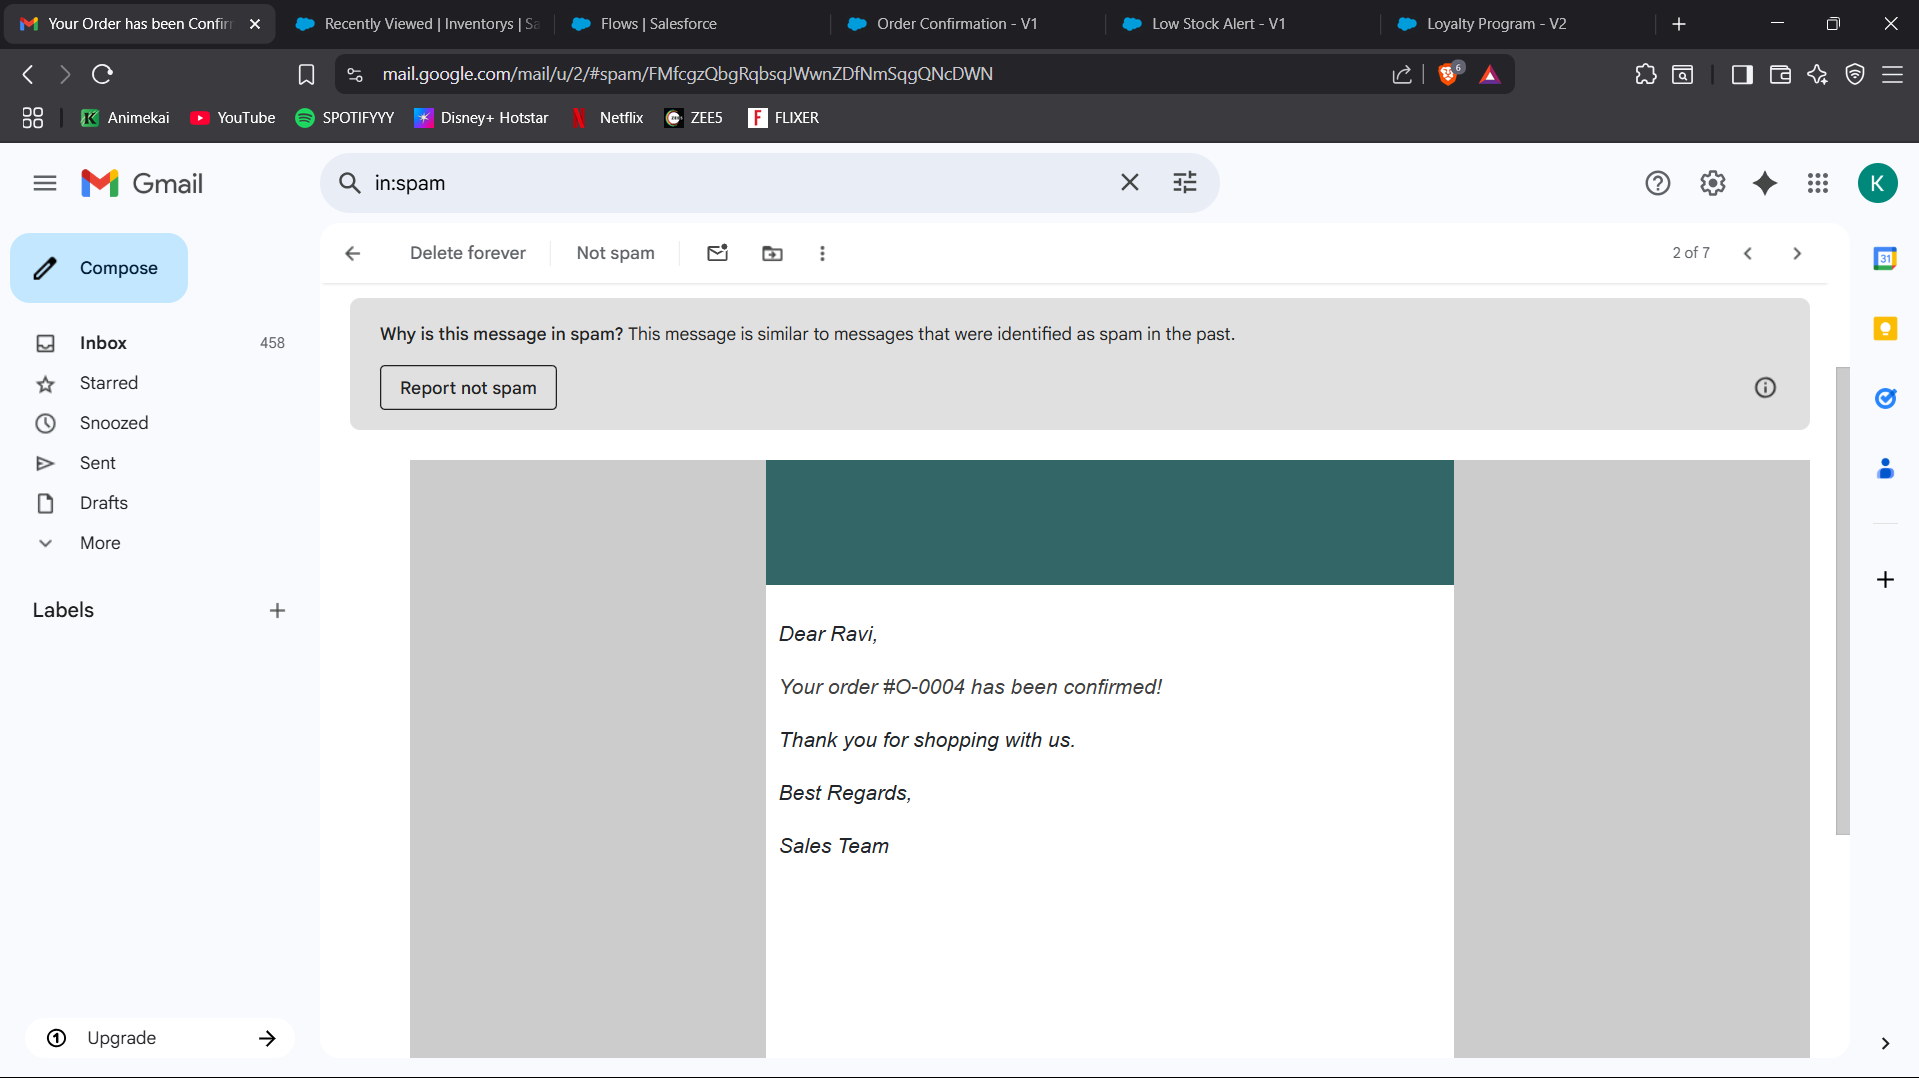 Your Order has been Confir
Recently Viewed | Inventorys | Sa
Flows | Salesforce
Order Confirmation - V1
Low Stock Alert - V1
Loyalty Program - V2
mail.google.com/mail/u/2/#spam/FMfcgzQbgRqbsqJWwnZDfNmSqgQNcDWN
6
Animekai
YouTube
SPOTIFYYY
Disney+ Hotstar
Netflix
ZEE5
FLIXER
Gmail
in:spam
K
Compose
Delete forever
Not spam
2 of 7
31
Why is this message in spam? This message is similar to messages that were identified as spam in the past.
Report not spam
Inbox 458
Starred
Snoozed
Sent
Drafts
More
Labels
Dear Ravi,
Your order #O-0004 has been confirmed!
Thank you for shopping with us.
Best Regards,
Sales Team
Upgrade